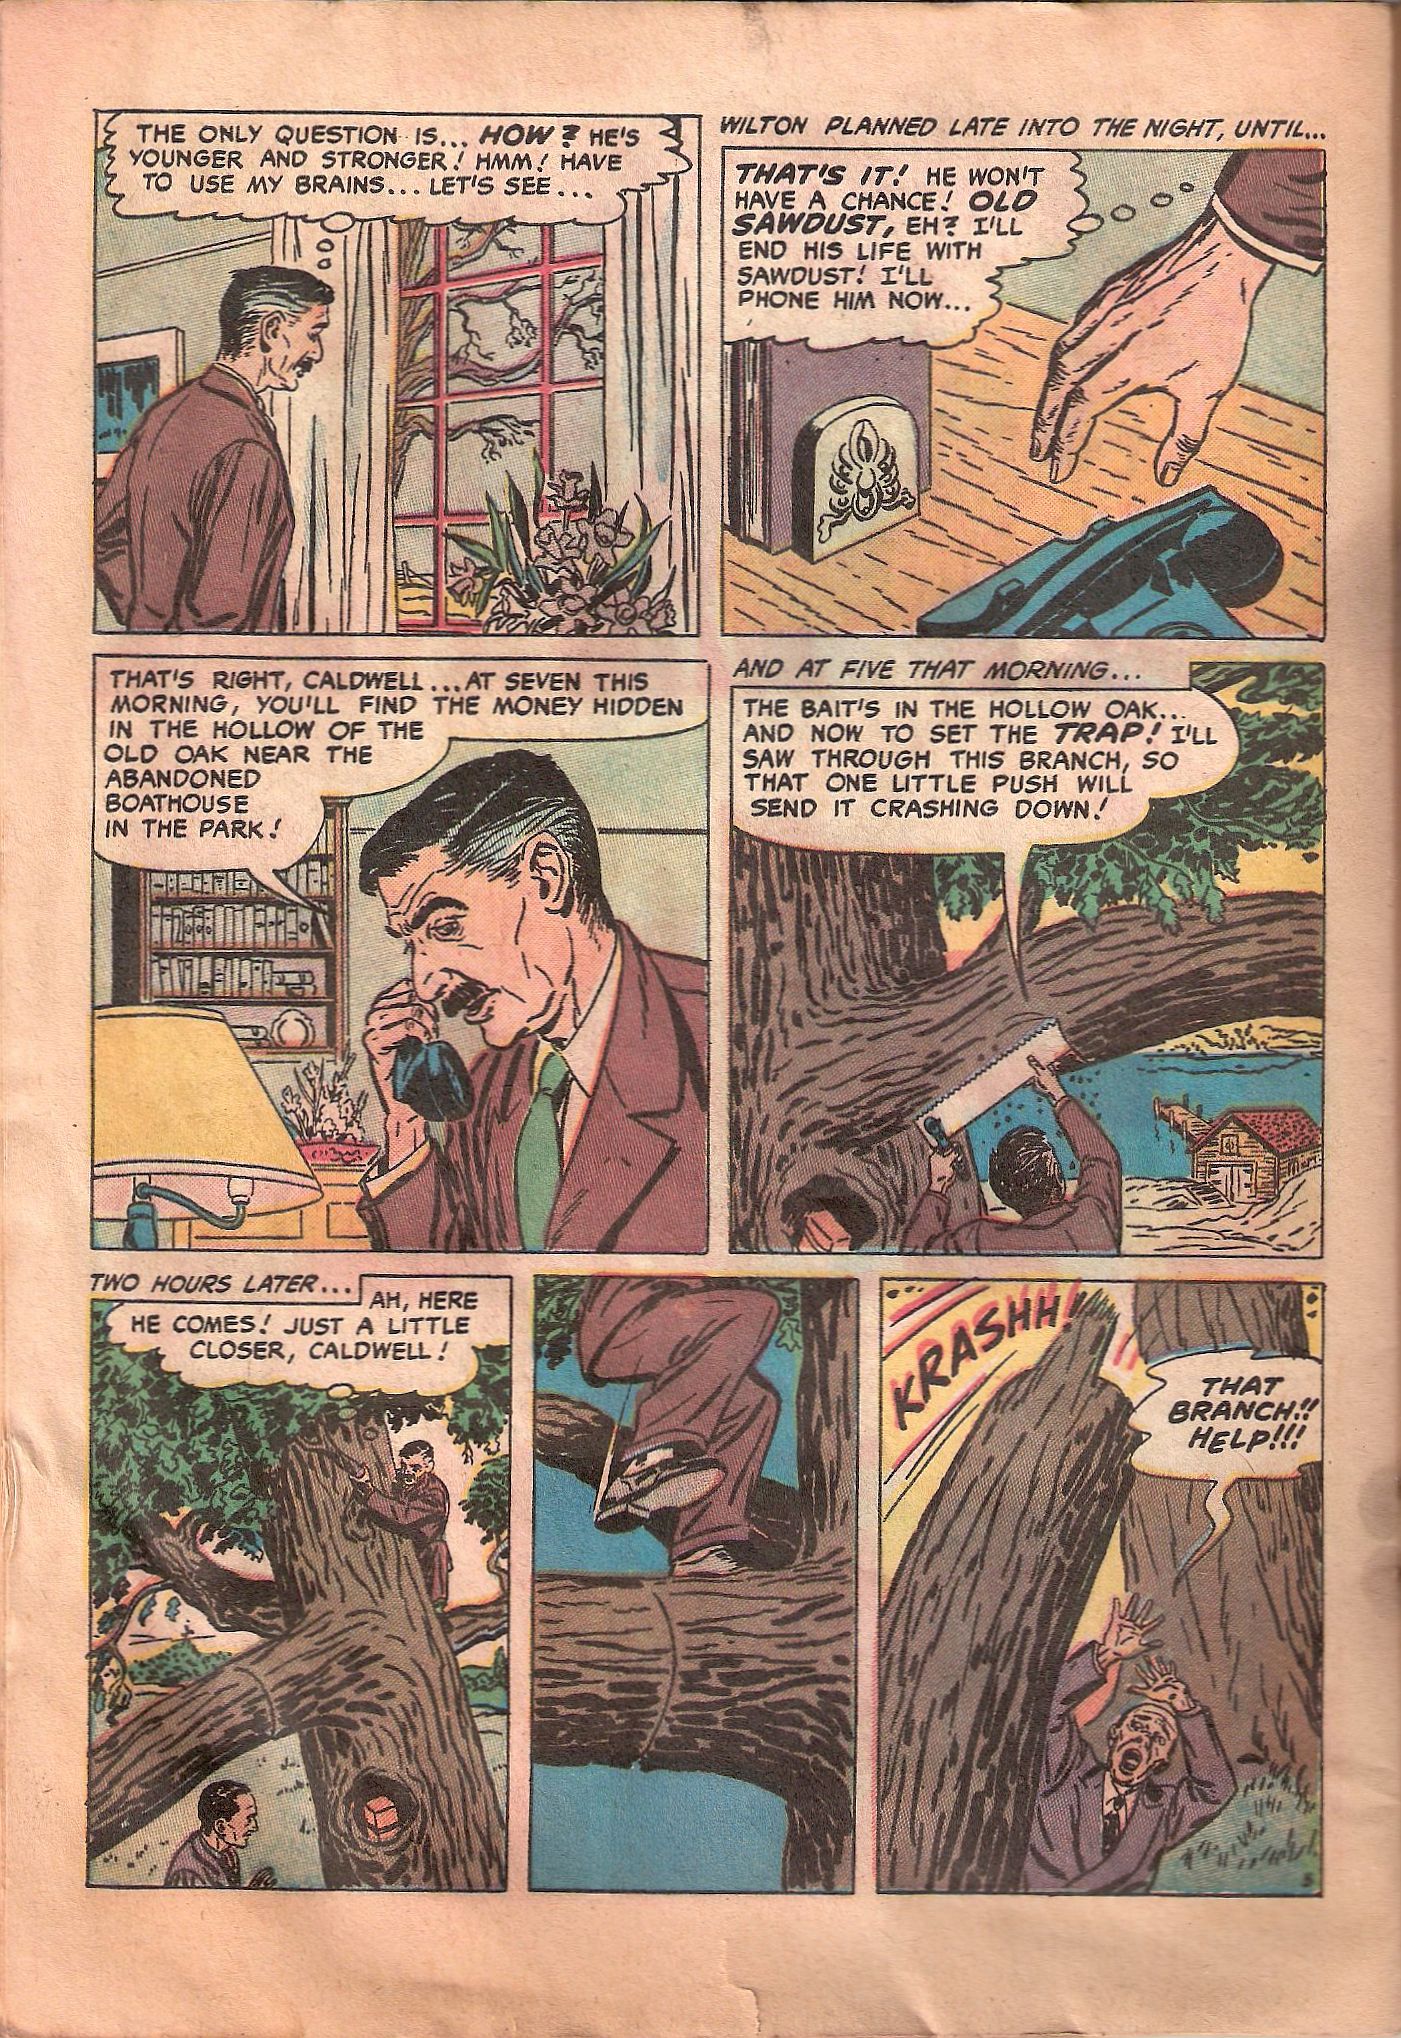 THE ONLY QUESTION IS... HOW? HE'S
YOUNGER AND STRONGER! HMM! HAVE
TO USE MY BRAINS... LET'S SEE...
WILTON PLANNED LATE INTO THE NIGHT, UNTIL...
THAT'S IT! HE WON'T
HAVE A CHANCE! OLD
SAWDUST, EH? I'LL
END HIS LIFE WITH
SAWDUST! I'LL
PHONE HIM NOW...
THAT'S RIGHT, CALDWELL...AT SEVEN THIS
MORNING, YOU'LL FIND THE MONEY HIDDEN
IN THE HOLLOW OF THE
OLD OAK NEAR THE
ABANDONED
BOATHOUSE
IN THE PARK!
AND AT FIVE THAT MORNING...
THE BAIT'S IN THE HOLLOW OAK...
AND NOW TO SET THE TRAP! I'LL
SAW THROUGH THIS BRANCH, SO
THAT ONE LITTLE PUSH WILL
SEND IT CRASHING DOWN!
TWO HOURS LATER...
AH, HERE
HE COMES! JUST A LITTLE
CLOSER, CALDWELL!
KRASHH!
THAT
BRANCH!!
HELP!!!
5